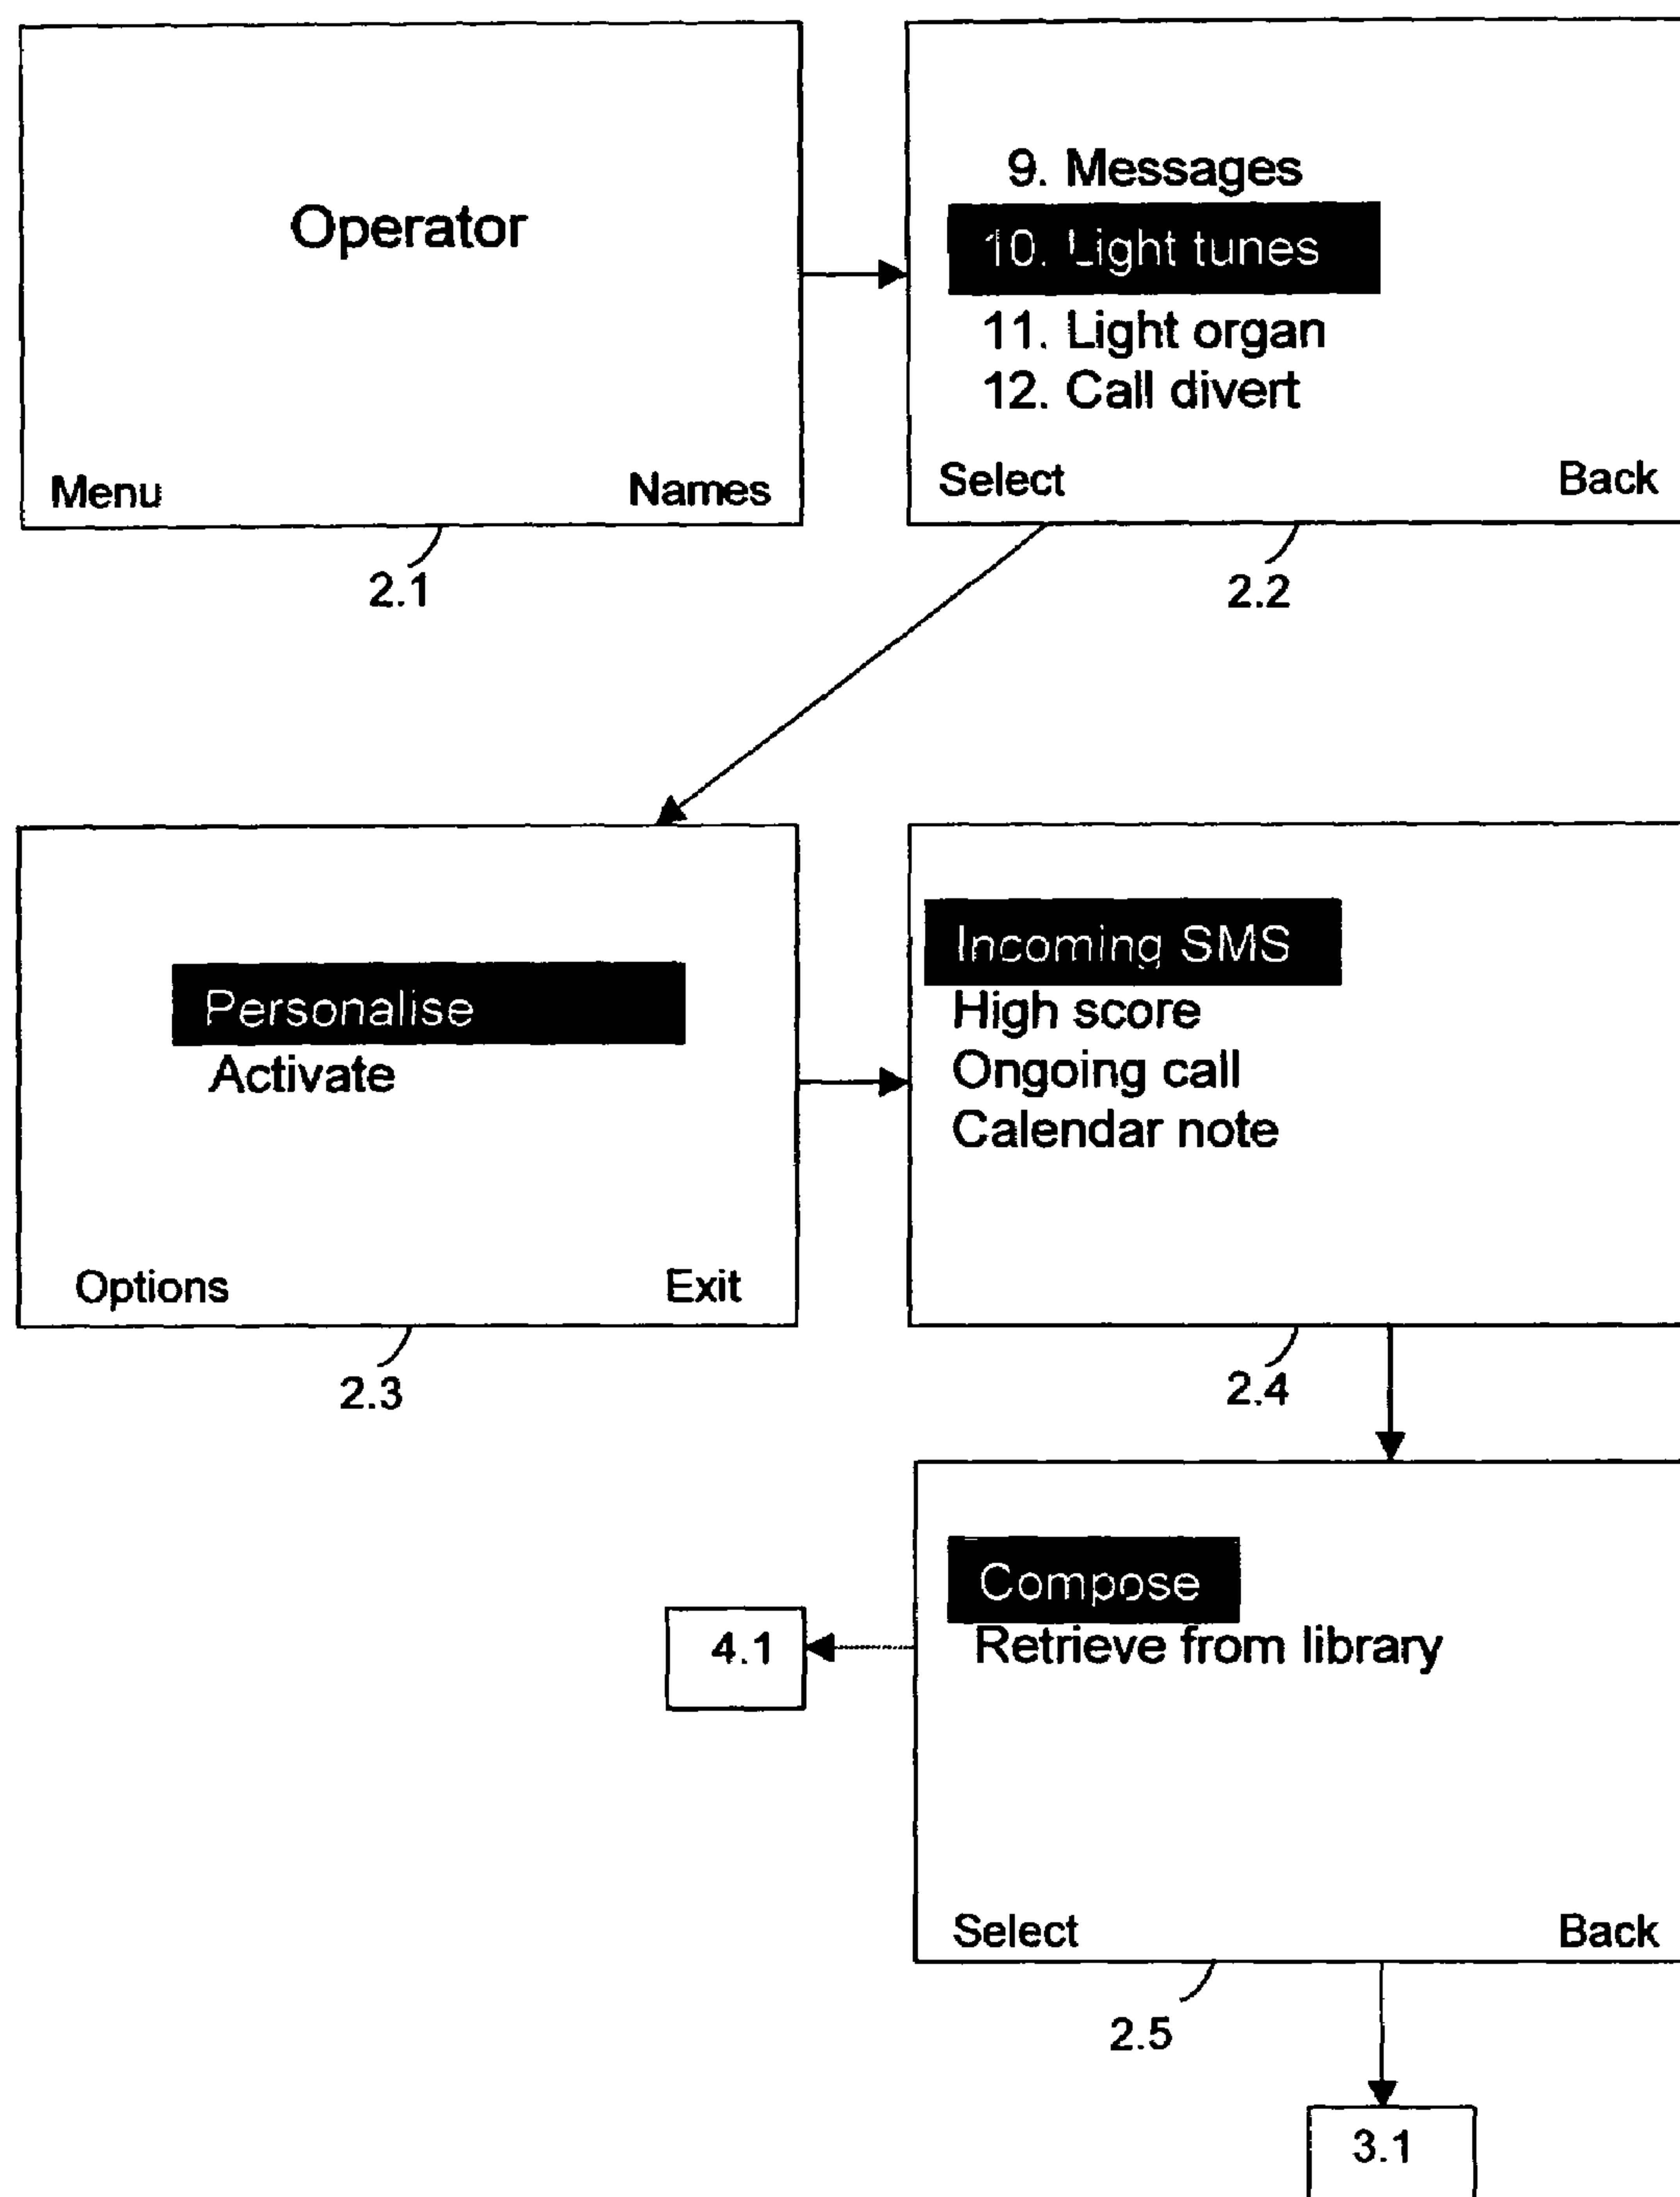 Operator
Menu Names
2.1
9. Messages
10. Light tunes
11. Light organ
12. Call divert
Select Back
2.2
Personalise
Activate
Options Exit
2.3
Incoming SMS
High score
Ongoing call
Calendar note
2.4
Compose
Retrieve from library
Select Back
2.5
4.1
3.1